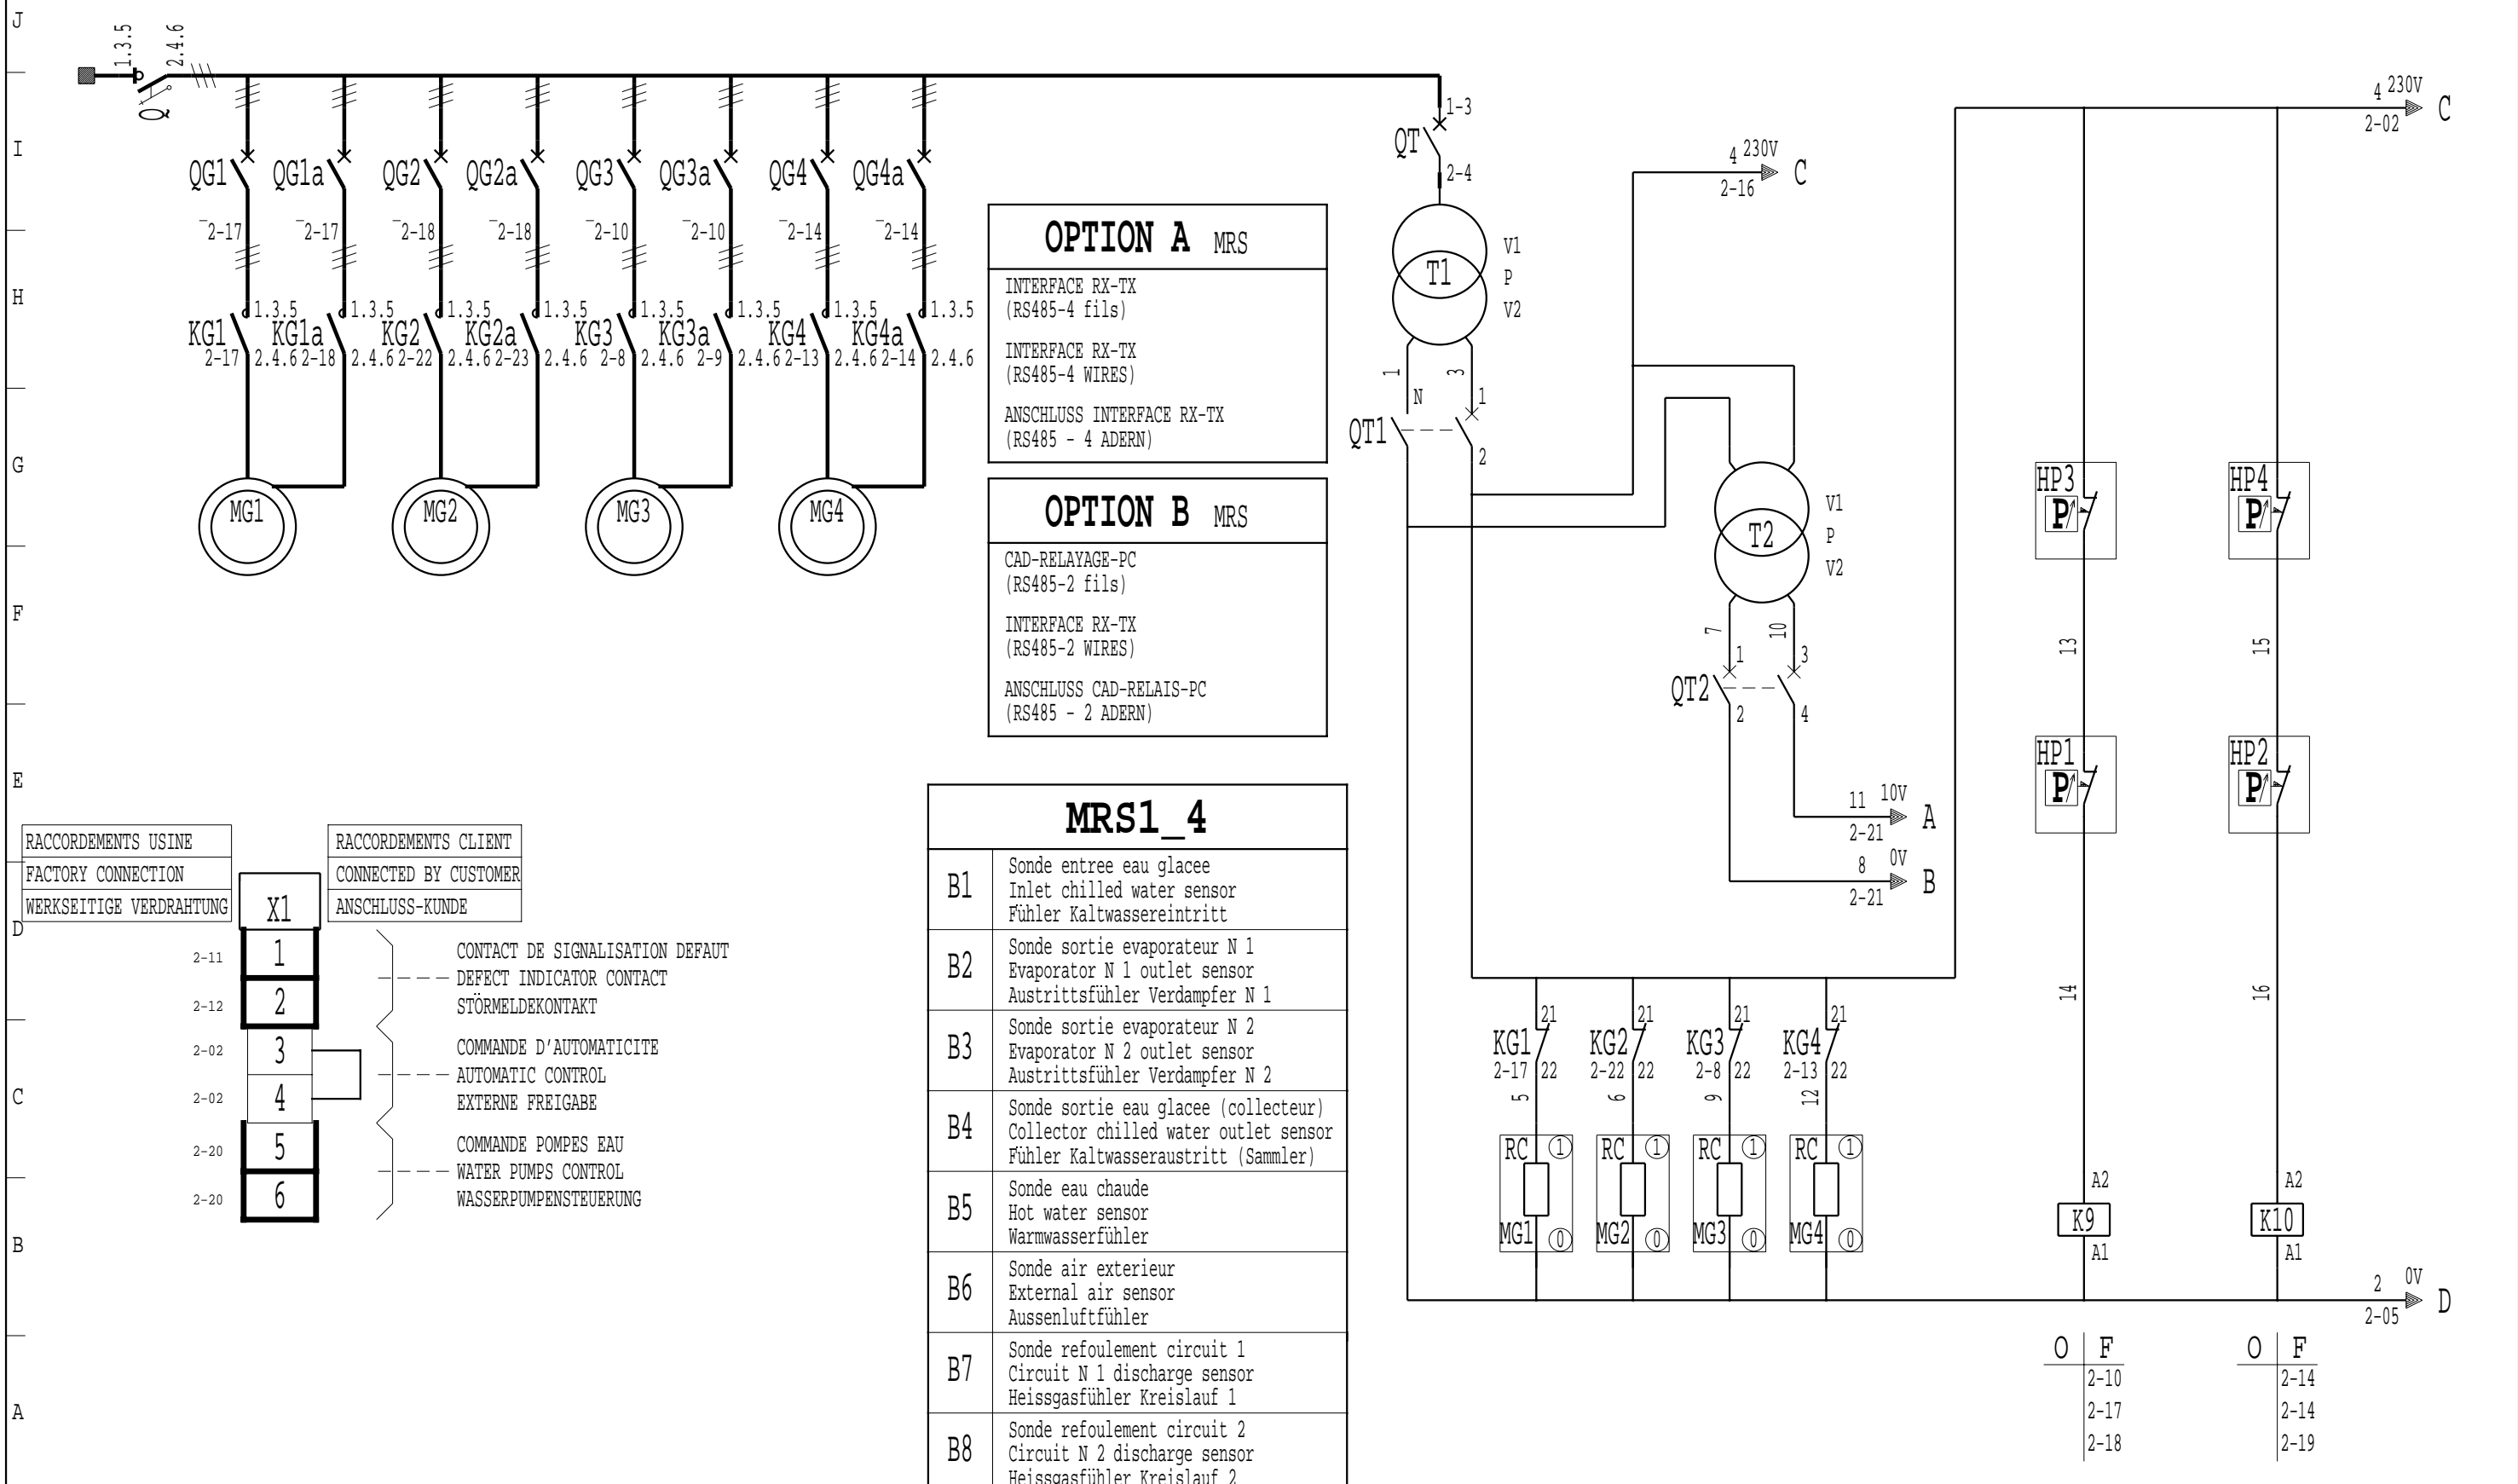 J
1.3.5
2.4.6
Q
I
QG1
QG1a
QG2
QG2a
QG3
QG3a
QG4
QG4a
2-17
2-17
2-18
2-18
2-10
2-10
2-14
2-14
H
1.3.5
1.3.5
1.3.5
1.3.5
1.3.5
1.3.5
1.3.5
1.3.5
KG1
KG1a
KG2
KG2a
KG3
KG3a
KG4
KG4a
2-17
2.4.6
2-18
2.4.6
2-22
2.4.6
2-23
2.4.6
2-8
2.4.6
2-9
2.4.6
2-13
2.4.6
2-14
2.4.6
G
MG1
MG2
MG3
MG4
F
OPTION A MRS
INTERFACE RX-TX
(RS485-4 fils)
INTERFACE RX-TX
(RS485-4 WIRES)
ANSCHLUSS INTERFACE RX-TX
(RS485 - 4 ADERN)
OPTION B MRS
CAD-RELAYAGE-PC
(RS485-2 fils)
INTERFACE RX-TX
(RS485-2 WIRES)
ANSCHLUSS CAD-RELAIS-PC
(RS485 - 2 ADERN)
1-3
QT
2-4
T1
V1
P
V2
1
3
N
1
QT1
2
4 230V
2-16
C
T2
V1
P
V2
7
10
1
3
QT2
2
4
11 10V
2-21
A
8 0V
2-21
B
4 230V
2-02
C
HP3
P
HP4
P
13
15
HP1
P
HP2
P
14
16
E
RACCORDEMENTS USINE
FACTORY CONNECTION
WERKSEITIGE VERDRAHTUNG
X1
RACCORDEMENTS CLIENT
CONNECTED BY CUSTOMER
ANSCHLUSS-KUNDE
D
2-11
1
2-12
2
CONTACT DE SIGNALISATION DEFAUT
DEFECT INDICATOR CONTACT
STÖRMELDEKONTAKT
2-02
3
C
2-02
4
COMMANDE D'AUTOMATICITE
AUTOMATIC CONTROL
EXTERNE FREIGABE
2-20
5
2-20
6
COMMANDE POMPES EAU
WATER PUMPS CONTROL
WASSERPUMPENSTEUERUNG
B
A
MRS1_4
B1
Sonde entree eau glacee
Inlet chilled water sensor
Fühler Kaltwassereintritt
B2
Sonde sortie evaporateur N 1
Evaporator N 1 outlet sensor
Austrittsfühler Verdampfer N 1
B3
Sonde sortie evaporateur N 2
Evaporator N 2 outlet sensor
Austrittsfühler Verdampfer N 2
B4
Sonde sortie eau glacee (collecteur)
Collector chilled water outlet sensor
Fühler Kaltwasseraustritt (Sammler)
B5
Sonde eau chaude
Hot water sensor
Warmwasserfühler
B6
Sonde air exterieur
External air sensor
Aussenluftfühler
B7
Sonde refoulement circuit 1
Circuit N 1 discharge sensor
Heissgasfühler Kreislauf 1
B8
Sonde refoulement circuit 2
Circuit N 2 discharge sensor
Heissgasfühler Kreislauf 2
21
21
21
21
KG1
KG2
KG3
KG4
2-17
22
2-22
22
2-8
22
2-13
22
5
6
9
12
RC 1
RC 1
RC 1
RC 1
MG1 0
MG2 0
MG3 0
MG4 0
A2
K9
A1
A2
K10
A1
2 0V
2-05
D
O F
2-10
2-17
2-18
O F
2-14
2-14
2-19